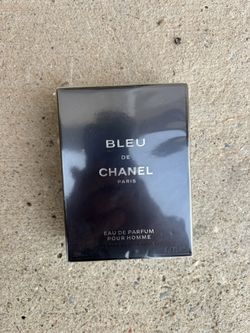 BLEU
DE
CHANEL
PARIS
EAU DE PARFUM
POUR HOMME